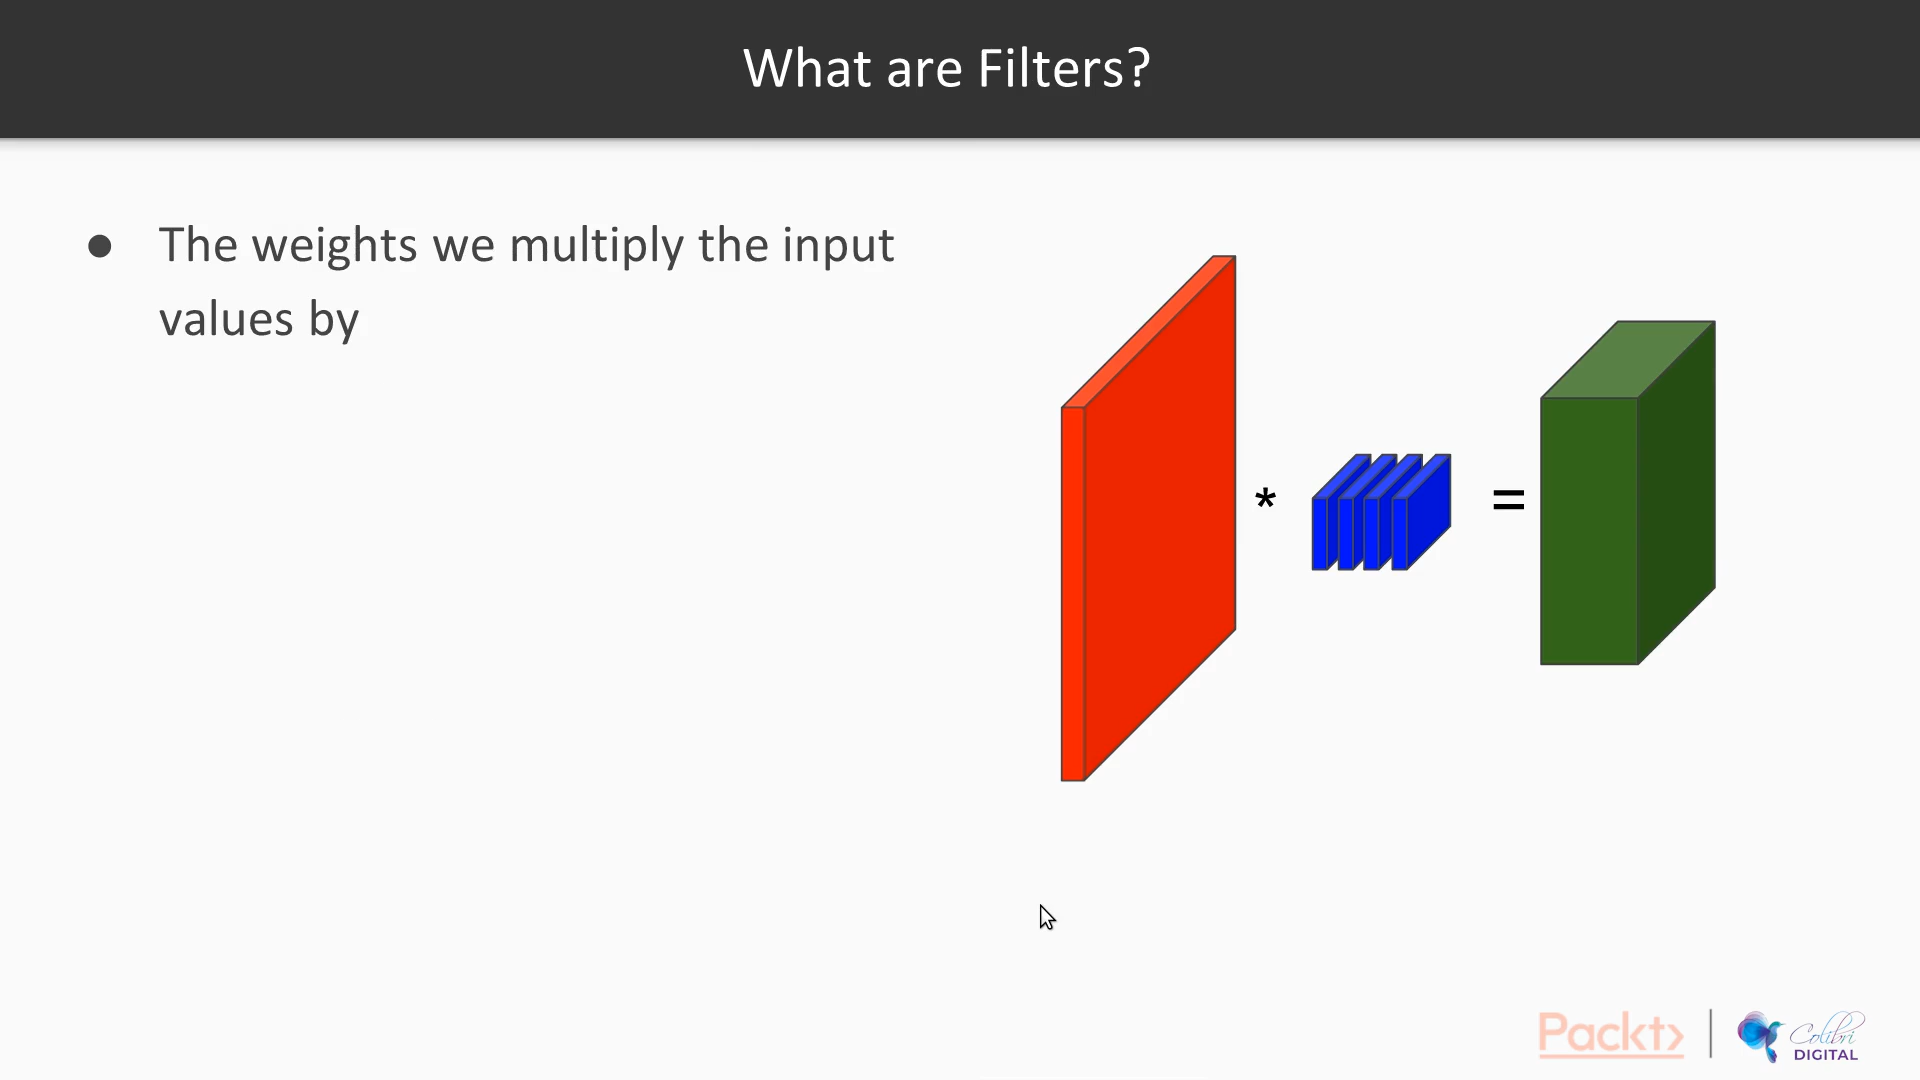 What are Filters?
● The weights we multiply the input
values by
* =
Packt> | Colibri
DIGITAL